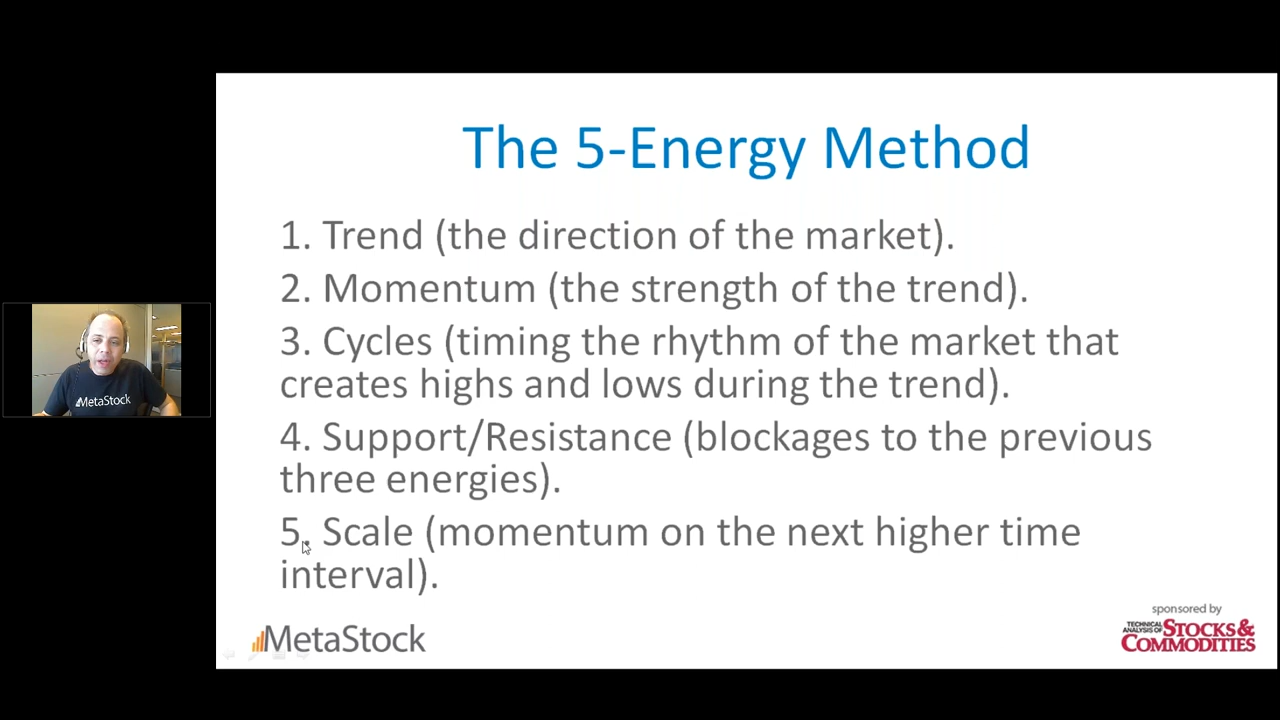 The 5-Energy Method
1. Trend (the direction of the market).
2. Momentum (the strength of the trend).
3. Cycles (timing the rhythm of the market that
creates highs and lows during the trend).
4. Support/Resistance (blockages to the previous
three energies).
5. Scale (momentum on the next higher time
interval).
MetaStock
MetaStock
sponsored by
TECHNICAL
ANALYSIS OF
STOCKS &
COMMODITIES